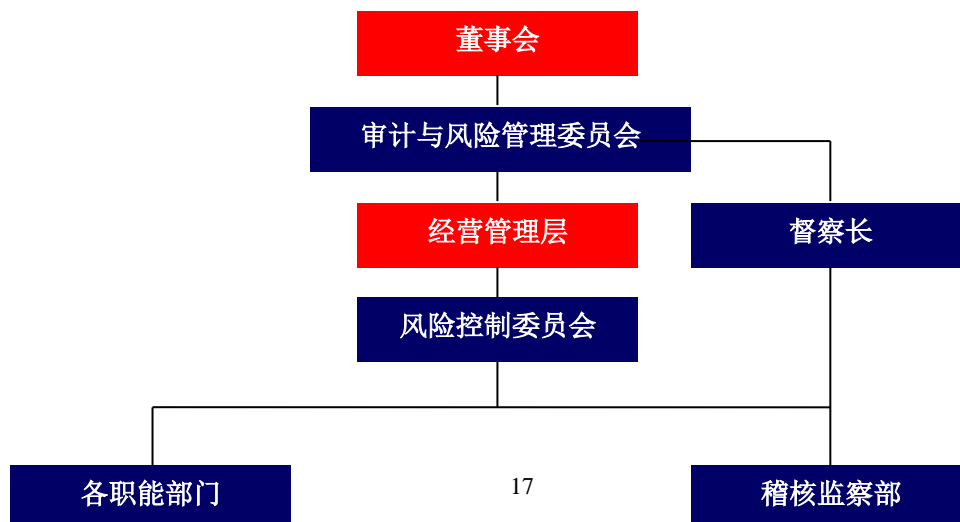 董事会
审计与风险管理委员会
经营管理层
督察长
风险控制委员会
各职能部门
17
稽核监察部